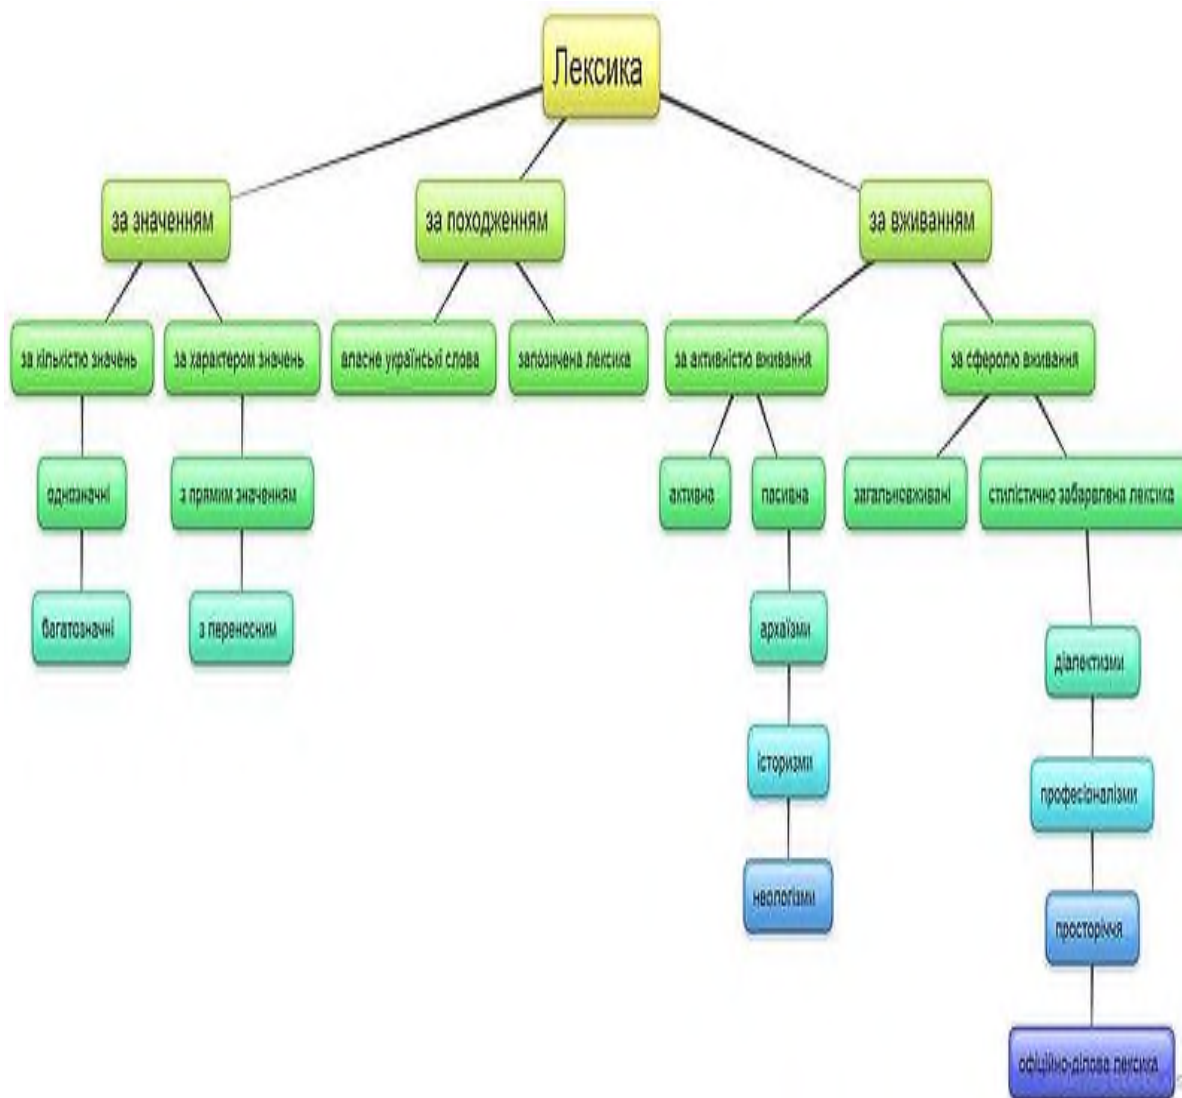 Лексика
за значенням
за походженням
за вживанням
за кількістю значень
за характером значень
власне українські слова
запозичена лексика
за активністю вживання
за сферолю вживання
однозначні
з прямим значенням
активна
пасивна
загальновживані
стилістично забарвлена лексика
багатозначні
з переносним
архаїзми
діалектизми
історизми
професіоналізми
неологізми
просторіччя
офіційно-ділова лексика